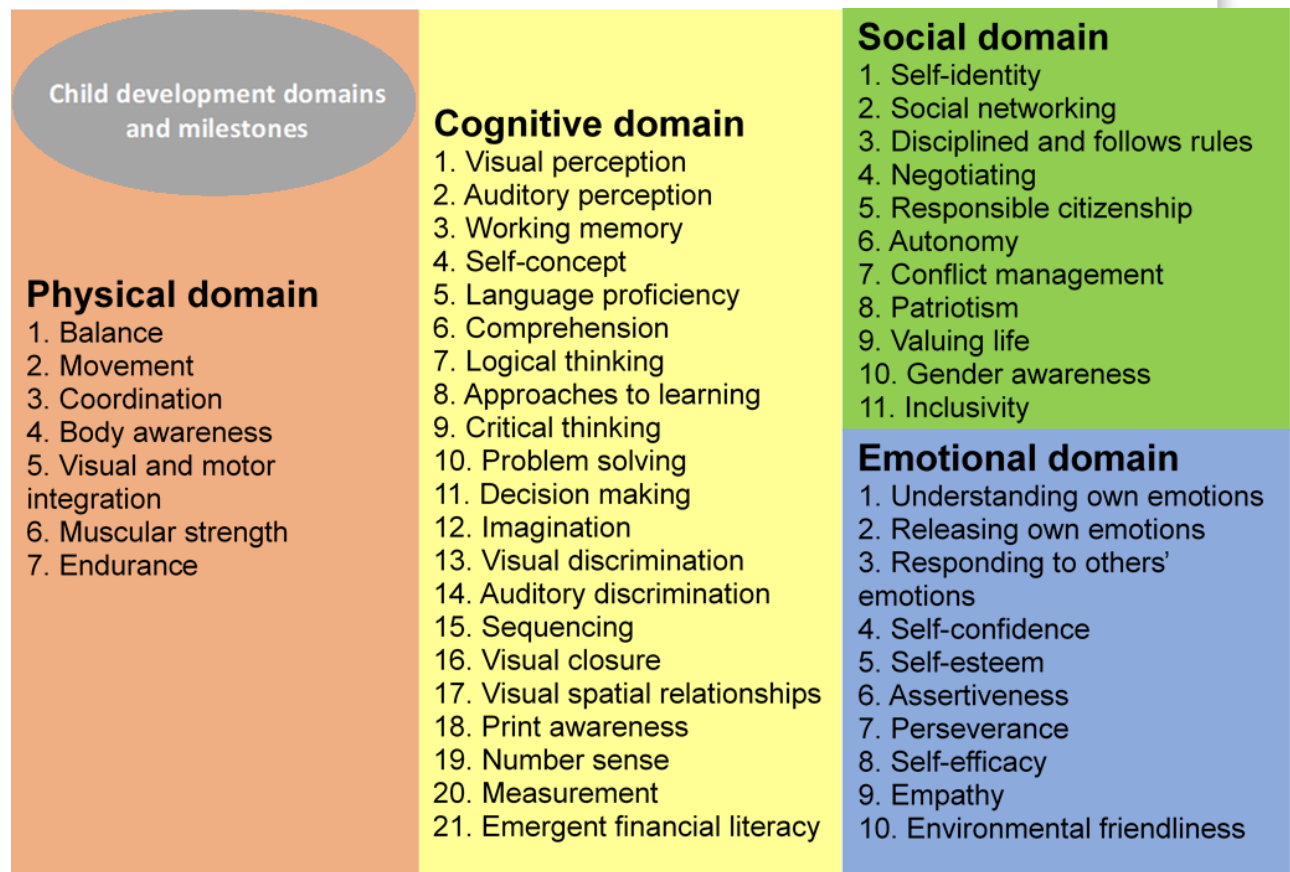 Child development domains
and milestones
Physical domain
1. Balance
2. Movement
3. Coordination
4. Body awareness
5. Visual and motor
integration
6. Muscular strength
7. Endurance
Cognitive domain
1. Visual perception
2. Auditory perception
3. Working memory
4. Self-concept
5. Language proficiency
6. Comprehension
7. Logical thinking
8. Approaches to learning
9. Critical thinking
10. Problem solving
11. Decision making
12. Imagination
13. Visual discrimination
14. Auditory discrimination
15. Sequencing
16. Visual closure
17. Visual spatial relationships
18. Print awareness
19. Number sense
20. Measurement
21. Emergent financial literacy
Social domain
1. Self-identity
2. Social networking
3. Disciplined and follows rules
4. Negotiating
5. Responsible citizenship
6. Autonomy
7. Conflict management
8. Patriotism
9. Valuing life
10. Gender awareness
11. Inclusivity
Emotional domain
1. Understanding own emotions
2. Releasing own emotions
3. Responding to others’
emotions
4. Self-confidence
5. Self-esteem
6. Assertiveness
7. Perseverance
8. Self-efficacy
9. Empathy
10. Environmental friendliness